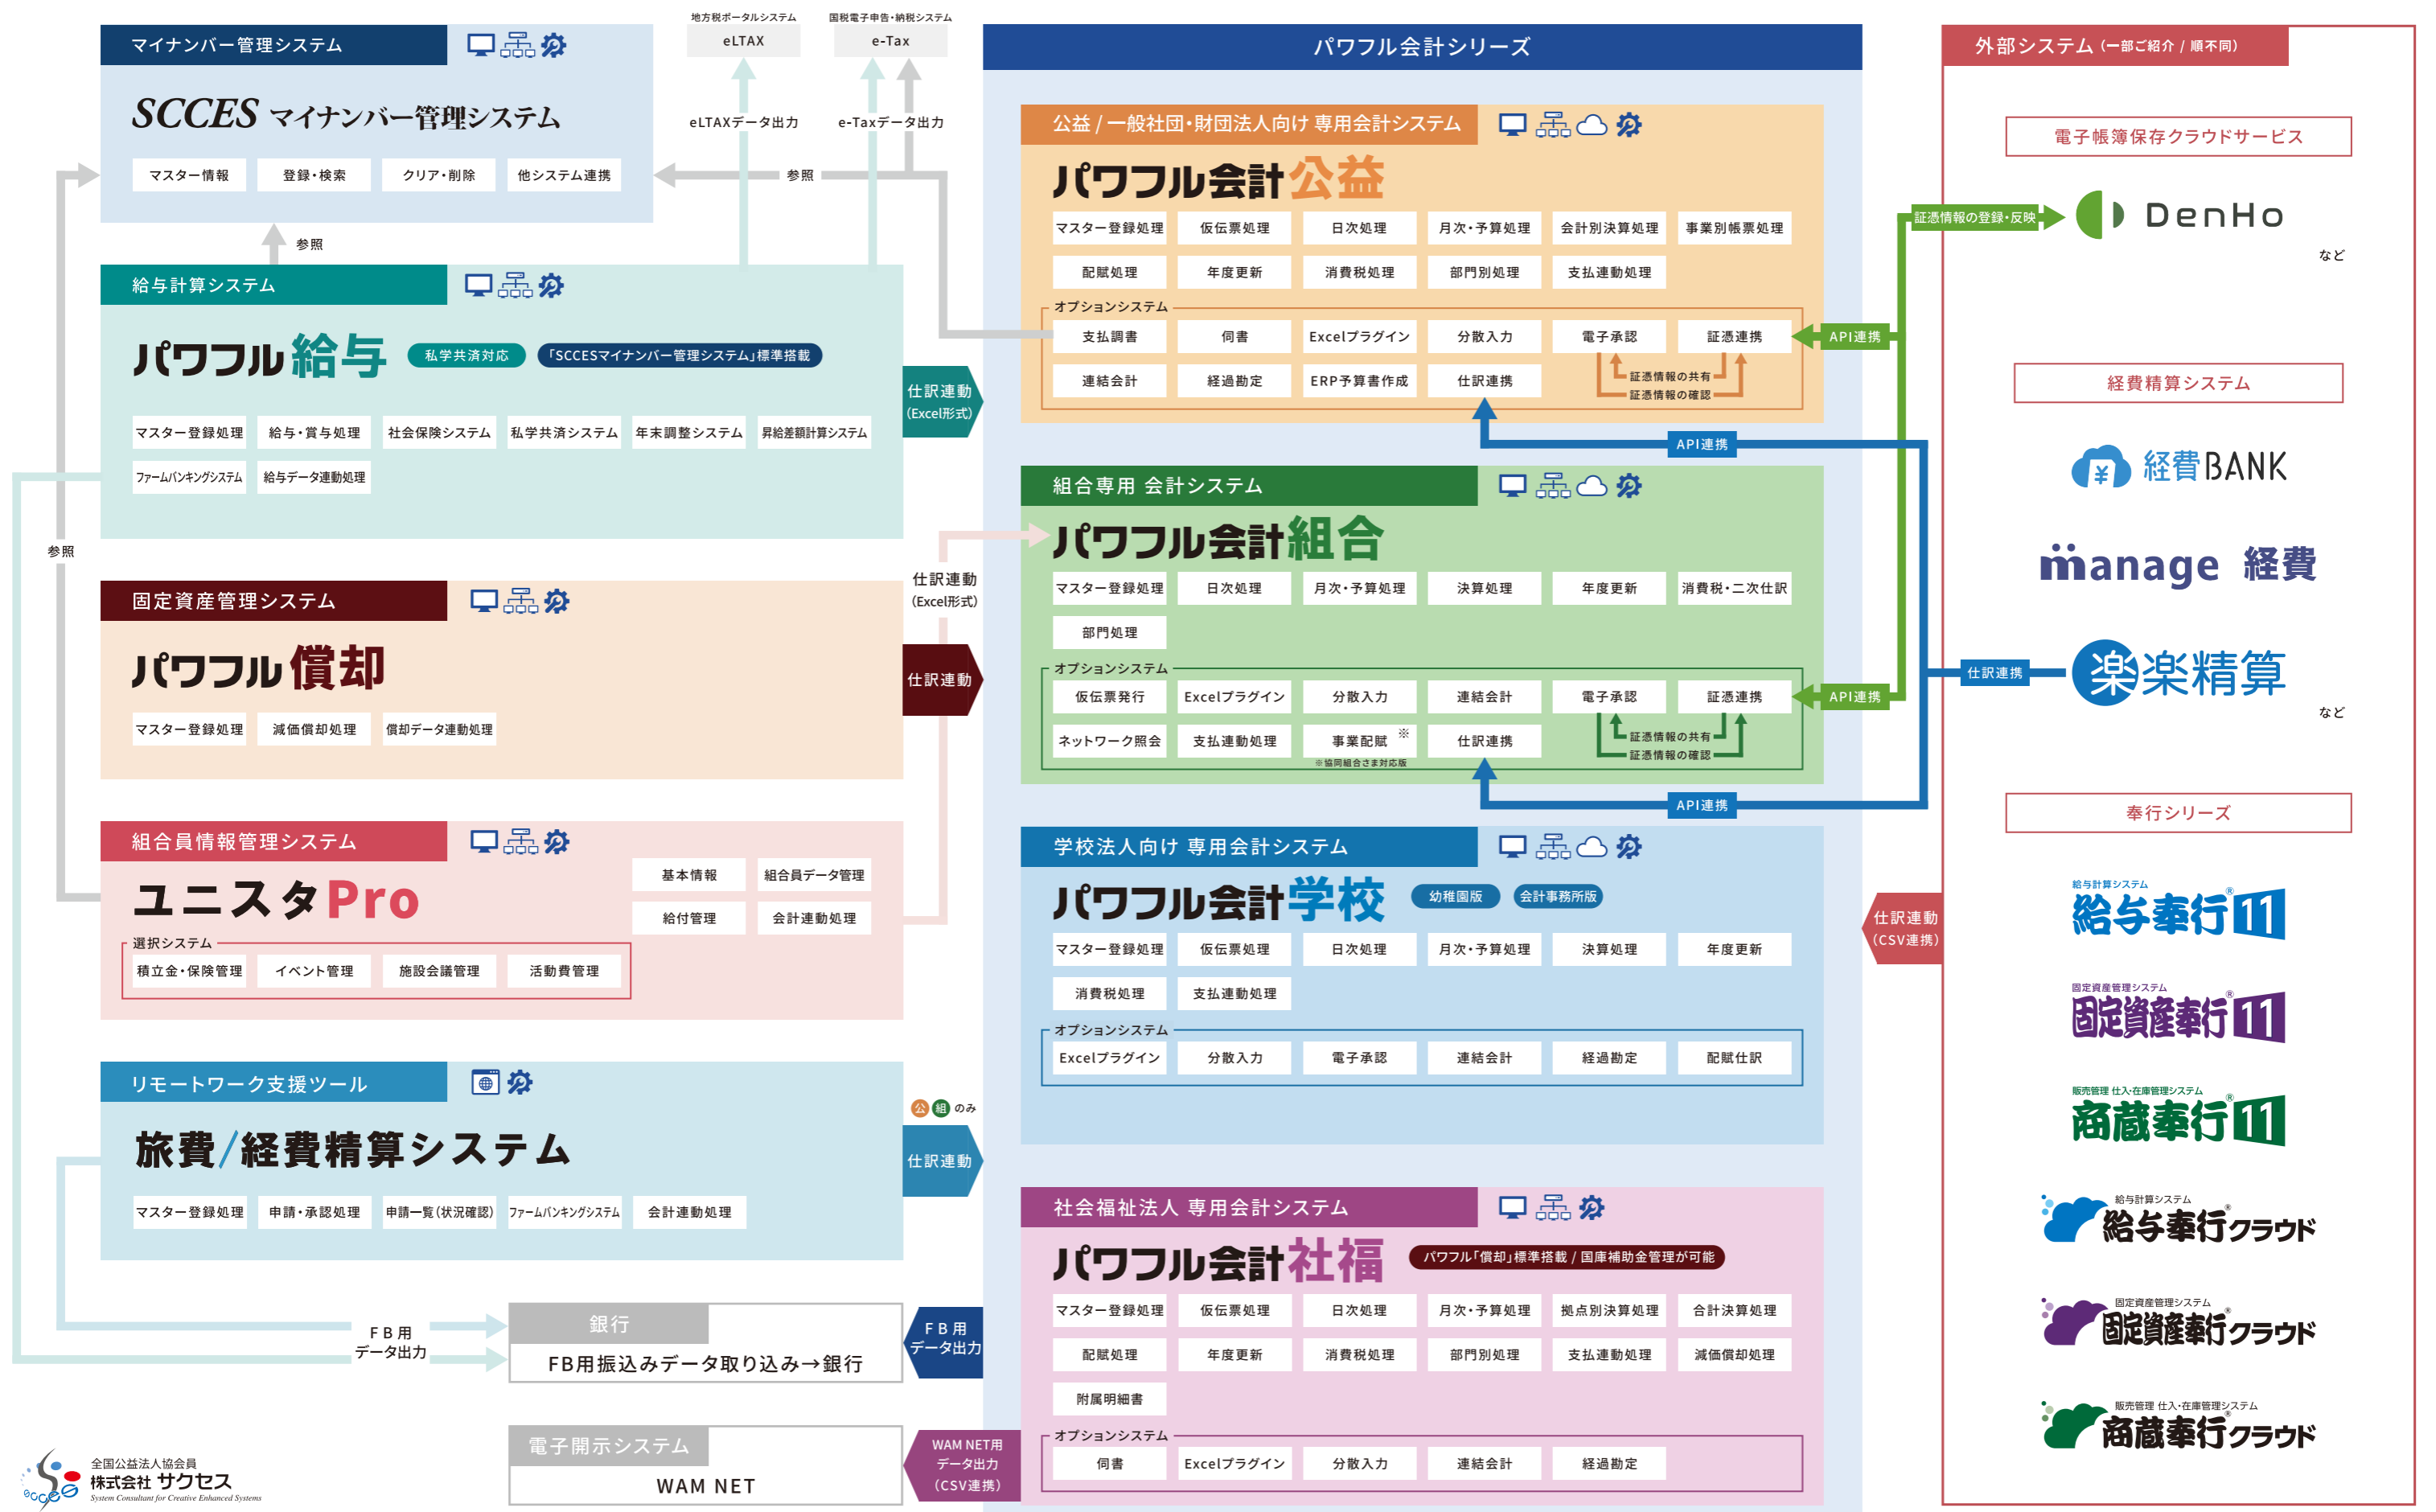 マイナンバー管理システム
SCCES マイナンバー管理システム
マスター情報
登録・検索
クリア・削除
他システム連携
地方税ポータルシステム
eLTAX
国税電子申告・納税システム
e-Tax
eLTAXデータ出力
e-Taxデータ出力
参照
参照
参照
給与計算システム
パワフル給与
私学共済対応
「SCCESマイナンバー管理システム」標準搭載
マスター登録処理
給与・賞与処理
社会保険システム
私学共済システム
年末調整システム
昇給差額計算システム
ファームバンキングシステム
給与データ連動処理
仕訳連動
（Excel形式）
固定資産管理システム
パワフル償却
マスター登録処理
減価償却処理
償却データ連動処理
仕訳連動
（Excel形式）
仕訳連動
組合員情報管理システム
ユニスタPro
基本情報
組合員データ管理
給付管理
会計連動処理
選択システム
積立金・保険管理
イベント管理
施設会議管理
活動費管理
リモートワーク支援ツール
旅費/経費精算システム
マスター登録処理
申請・承認処理
申請一覧（状況確認）
ファームバンキングシステム
会計連動処理
公 組 のみ
仕訳連動
FB用
データ出力
銀行
FB用振込みデータ取り込み→銀行
FB用
データ出力
電子開示システム
WAM NET
WAM NET用
データ出力
（CSV連携）
SCCES
全国公益法人協会会員
株式会社 サクセス
System Consultant for Creative Enhanced Systems
パワフル会計シリーズ
公益 / 一般社団・財団法人向け 専用会計システム
パワフル会計公益
マスター登録処理
仮伝票処理
日次処理
月次・予算処理
会計別決算処理
事業別帳票処理
配賦処理
年度更新
消費税処理
部門別処理
支払連動処理
オプションシステム
支払調書
伺書
Excelプラグイン
分散入力
電子承認
証憑連携
連結会計
経過勘定
ERP予算書作成
仕訳連携
証憑情報の共有
証憑情報の確認
API連携
API連携
組合専用 会計システム
パワフル会計組合
マスター登録処理
日次処理
月次・予算処理
決算処理
年度更新
消費税・二次仕訳
部門処理
オプションシステム
仮伝票発行
Excelプラグイン
分散入力
連結会計
電子承認
証憑連携
ネットワーク照会
支払連動処理
事業配賦 ※
仕訳連携
※協同組合さま対応版
証憑情報の共有
証憑情報の確認
API連携
API連携
学校法人向け 専用会計システム
パワフル会計学校
幼稚園版
会計事務所版
マスター登録処理
仮伝票処理
日次処理
月次・予算処理
決算処理
年度更新
消費税処理
支払連動処理
オプションシステム
Excelプラグイン
分散入力
電子承認
連結会計
経過勘定
配賦仕訳
社会福祉法人 専用会計システム
パワフル会計社福
パワフル「償却」標準搭載 / 国庫補助金管理が可能
マスター登録処理
仮伝票処理
日次処理
月次・予算処理
拠点別決算処理
合計決算処理
配賦処理
年度更新
消費税処理
部門別処理
支払連動処理
減価償却処理
附属明細書
オプションシステム
伺書
Excelプラグイン
分散入力
連結会計
経過勘定
外部システム（一部ご紹介 / 順不同）
電子帳簿保存クラウドサービス
証憑情報の登録・反映
DenHo
など
経費精算システム
経費BANK
manage 経費
仕訳連携
楽楽精算
など
奉行シリーズ
仕訳連動
（CSV連携）
給与計算システム
給与奉行® 11
固定資産管理システム
固定資産奉行® 11
販売管理 仕入・在庫管理システム
商蔵奉行® 11
給与計算システム
給与奉行®クラウド
固定資産管理システム
固定資産奉行®クラウド
販売管理 仕入・在庫管理システム
商蔵奉行®クラウド